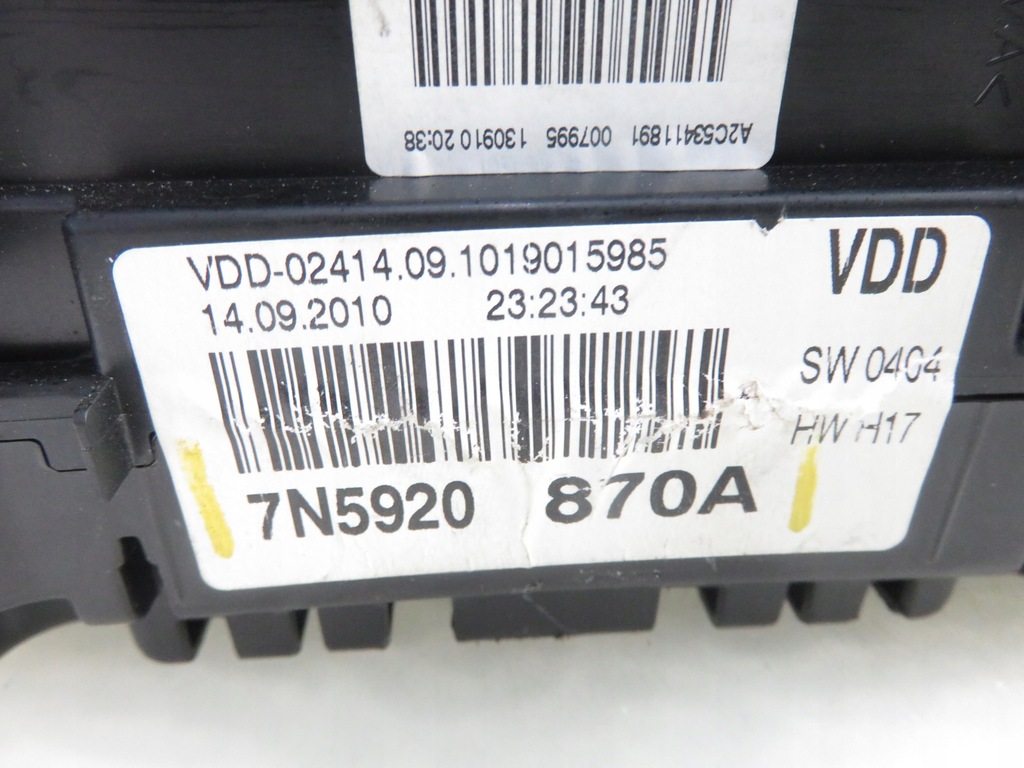 A2C53411891 007995 130910 20:38
VDD-02414.09.1019015985
VDD
14.09.2010 23:23:43
SW 0404
HW H17
7N5920 870A